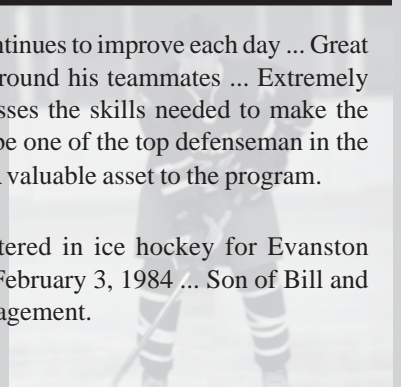 ntinues to improve each day ... Great
round his teammates ... Extremely
sses the skills needed to make the
be one of the top defenseman in the
valuable asset to the program.
tered in ice hockey for Evanston
February 3, 1984 ... Son of Bill and
agement.